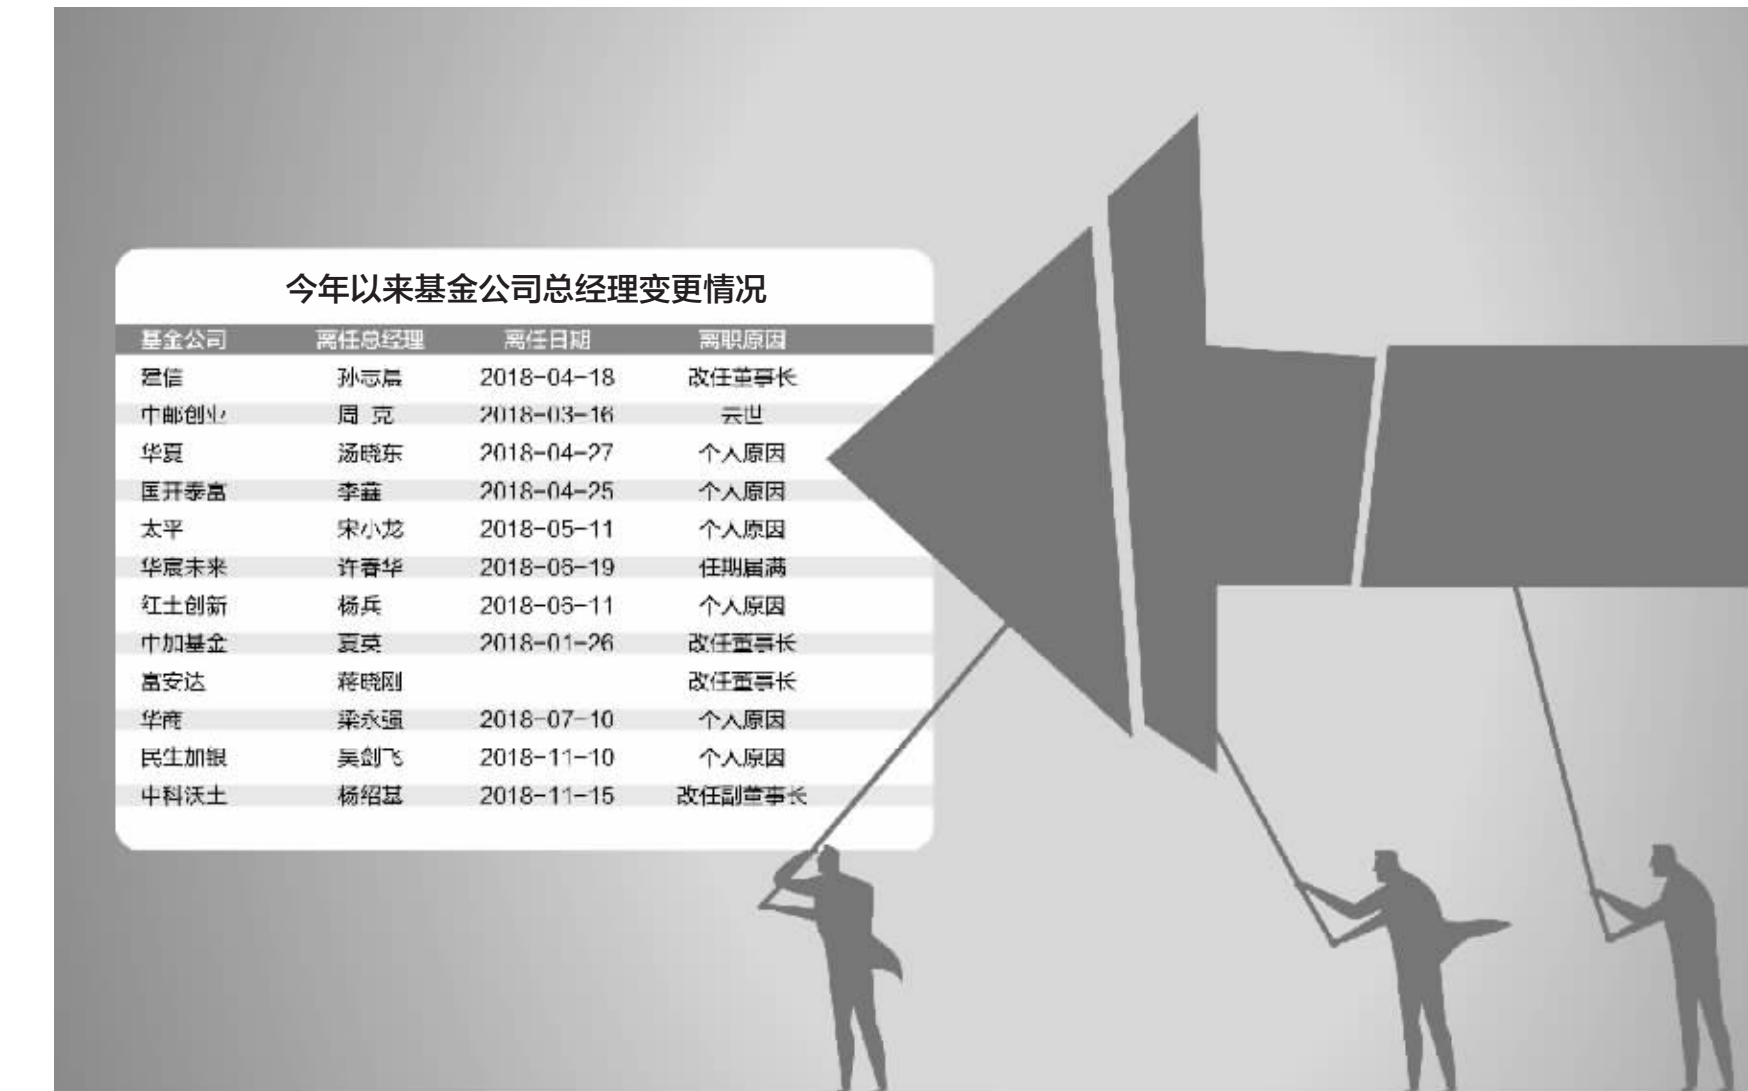 今年以来基金公司总经理变更情况
基金公司 离任总经理 离任日期 离职原因
建信 孙志晨 2018-04-18 改任董事长
中邮创业 周 克 2018-03-16 去世
华夏 汤晓东 2018-04-27 个人原因
国开泰富 李鑫 2018-04-25 个人原因
太平 宋小龙 2018-05-11 个人原因
华宸未来 许春华 2018-06-19 任期届满
红土创新 杨兵 2018-06-11 个人原因
中加基金 夏英 2018-01-26 改任董事长
富安达 蒋晓刚 改任董事长
华商 梁永强 2018-07-10 个人原因
民生加银 吴剑飞 2018-11-10 个人原因
中科沃土 杨绍基 2018-11-15 改任副董事长